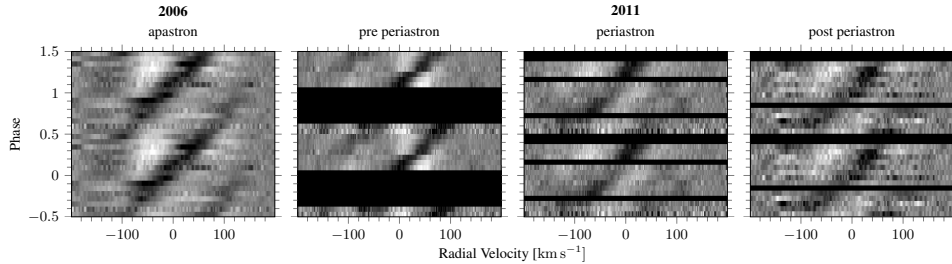 2006 2011
apastron pre periastron periastron post periastron
1.5
1
0.5
0
−0.5
Phase
−100 0 100 −100 0 100 −100 0 100 −100 0 100
Radial Velocity [km s⁻¹]